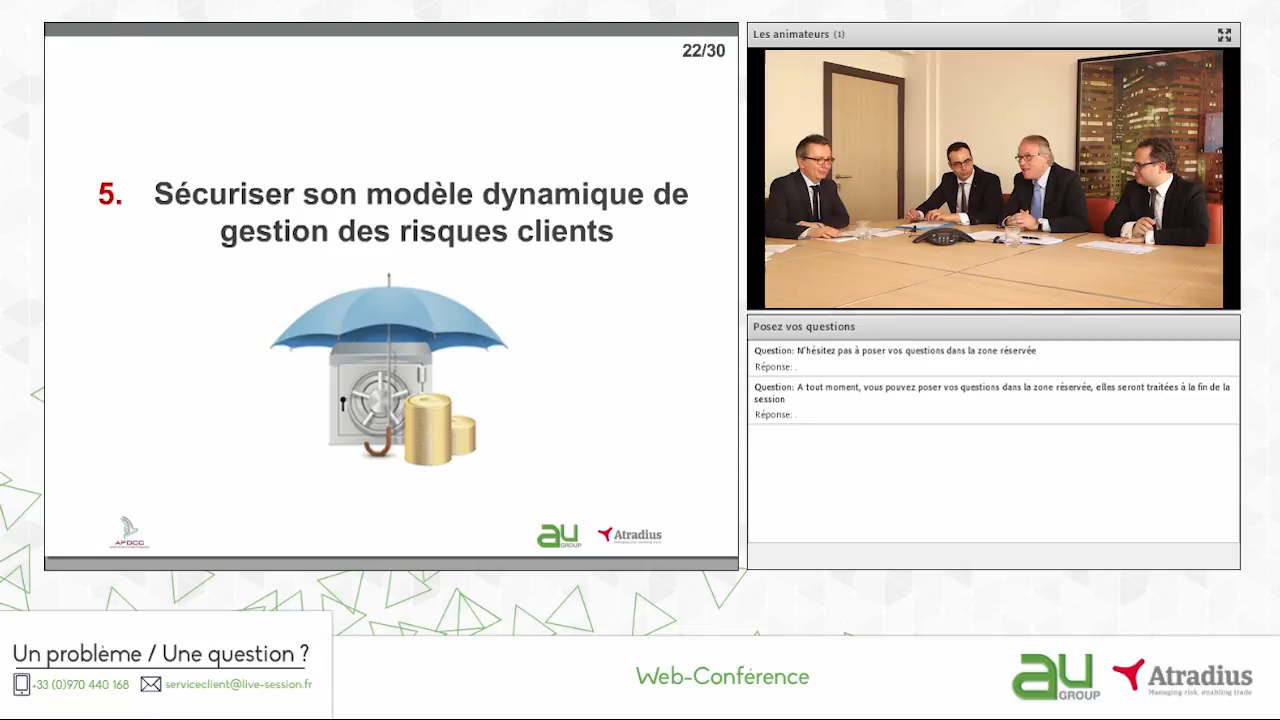 22/30
5. Sécuriser son modèle dynamique de
gestion des risques clients
AFDCC
au
GROUP
Atradius
Les animateurs (1)
Posez vos questions
Question: N'hésitez pas à poser vos questions dans la zone réservée
Réponse: .
Question: A tout moment, vous pouvez poser vos questions dans la zone réservée, elles seront traitées à la fin de la
session
Réponse: .
Un problème / Une question ?
+33 (0)970 440 168 serviceclient@live-session.fr
Web-Conférence
au
GROUP
Atradius
Managing risk, enabling trade